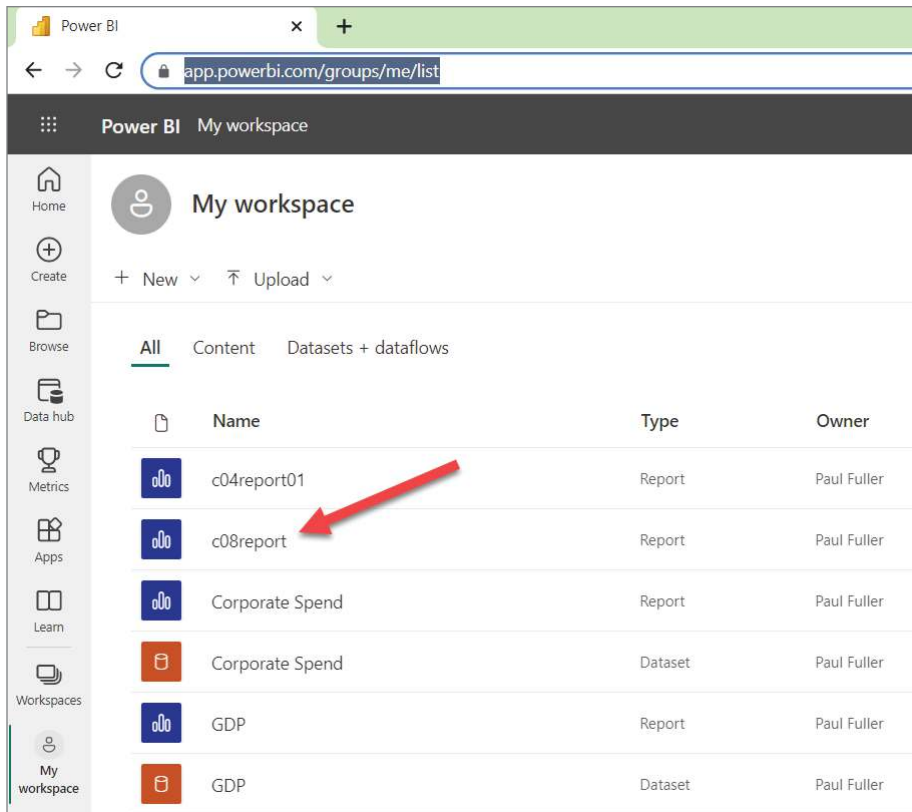 Power BI
app.powerbi.com/groups/me/list
Power BI My workspace
Home
Create
Browse
Data hub
Metrics
Apps
Learn
Workspaces
My
workspace
My workspace
New Upload
All Content Datasets + dataflows
Name Type Owner
c04report01 Report Paul Fuller
c08report Report Paul Fuller
Corporate Spend Report Paul Fuller
Corporate Spend Dataset Paul Fuller
GDP Report Paul Fuller
GDP Dataset Paul Fuller